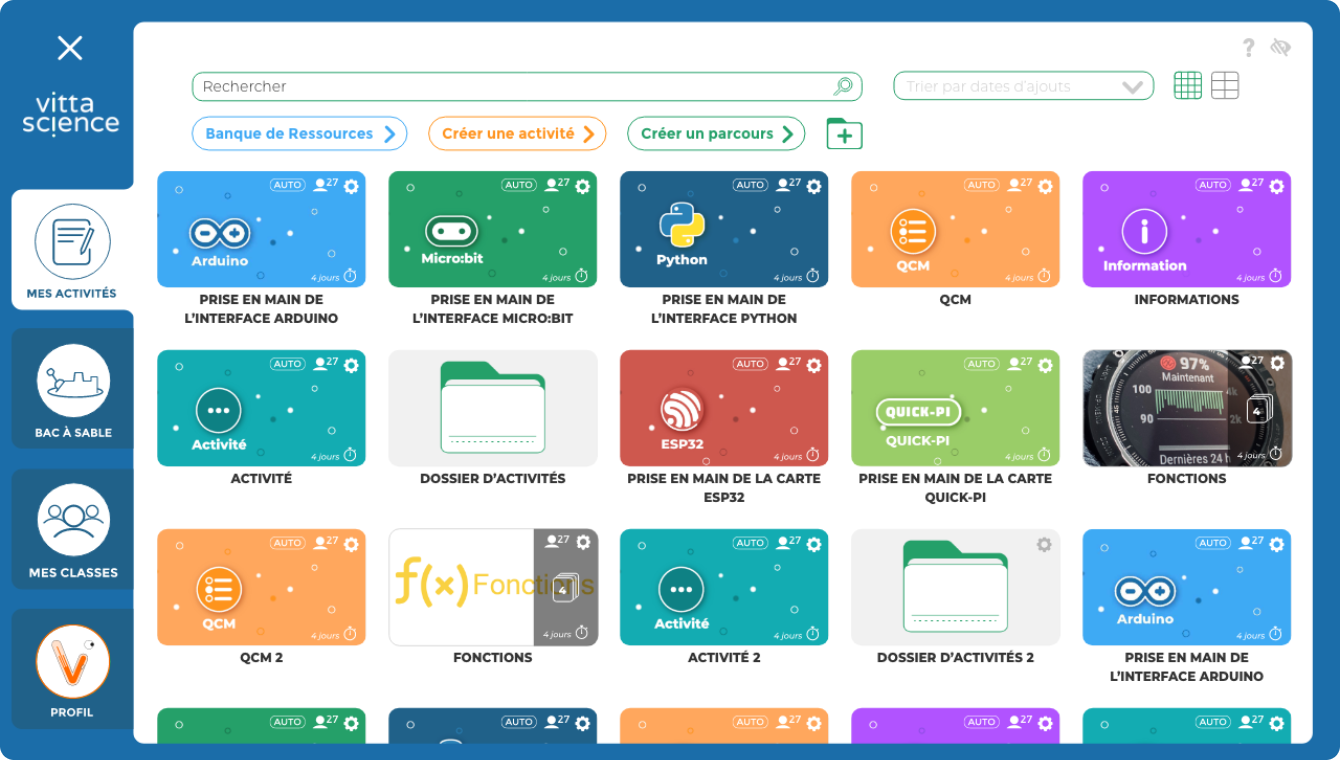 vitta
science
Rechercher
Trier par dates d'ajouts
?
Banque de Ressources
Créer une activité
Créer un parcours
MES ACTIVITÉS
BAC À SABLE
MES CLASSES
PROFIL
AUTO 27
Arduino
4 jours
PRISE EN MAIN DE
L'INTERFACE ARDUINO
AUTO 27
Micro:bit
4 jours
PRISE EN MAIN DE
L'INTERFACE MICRO:BIT
AUTO 27
Python
4 jours
PRISE EN MAIN DE
L'INTERFACE PYTHON
AUTO 27
QCM
4 jours
QCM
AUTO 27
Information
4 jours
INFORMATIONS
AUTO 27
Activité
4 jours
ACTIVITÉ
DOSSIER D'ACTIVITÉS
AUTO 27
ESP32
4 jours
PRISE EN MAIN DE LA CARTE
ESP32
AUTO 27
QUICK-PI
QUICK-PI
4 jours
PRISE EN MAIN DE LA CARTE
QUICK-PI
97% 27
Maintenant
100 4k
4
90 2k
Dernières 24 h
4 jours
FONCTIONS
AUTO 27
QCM
4 jours
QCM 2
27
f(x) Fonctions
4
4 jours
FONCTIONS
AUTO 27
Activité
4 jours
ACTIVITÉ 2
DOSSIER D'ACTIVITÉS 2
AUTO 27
Arduino
4 jours
PRISE EN MAIN DE
L'INTERFACE ARDUINO
AUTO 27
AUTO 27
AUTO 27
AUTO 27
AUTO 27